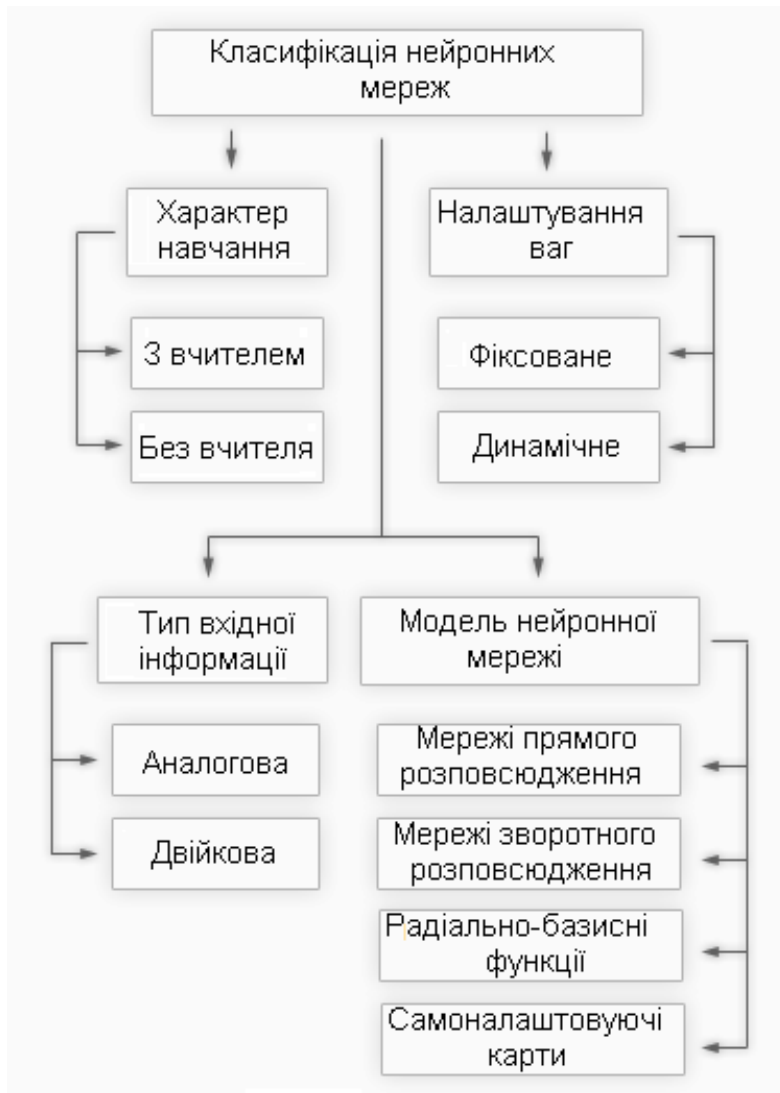 Класифікація нейронних
мереж
Характер
навчання
З вчителем
Без вчителя
Налаштування
ваг
Фіксоване
Динамічне
Тип вхідної
інформації
Аналогова
Двійкова
Модель нейронної
мережі
Мережі прямого
розповсюдження
Мережі зворотного
розповсюдження
Радіально-базисні
функції
Самоналаштовуючі
карти